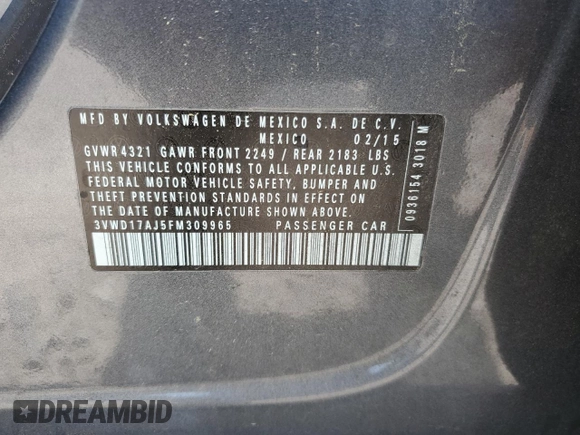 MFD BY VOLKSWAGEN DE MEXICO S.A. DE C.V.
MEXICO 02/15
GVWR 4321 GAWR FRONT 2249 / REAR 2183 LBS
THIS VEHICLE CONFORMS TO ALL APPLICABLE U.S.
FEDERAL MOTOR VEHICLE SAFETY, BUMPER AND
THEFT PREVENTION STANDARDS IN EFFECT ON
THE DATE OF MANUFACTURE SHOWN ABOVE.
3VWD17AJ5FM309965 PASSENGER CAR
0936154 3018 M
DREAMBID